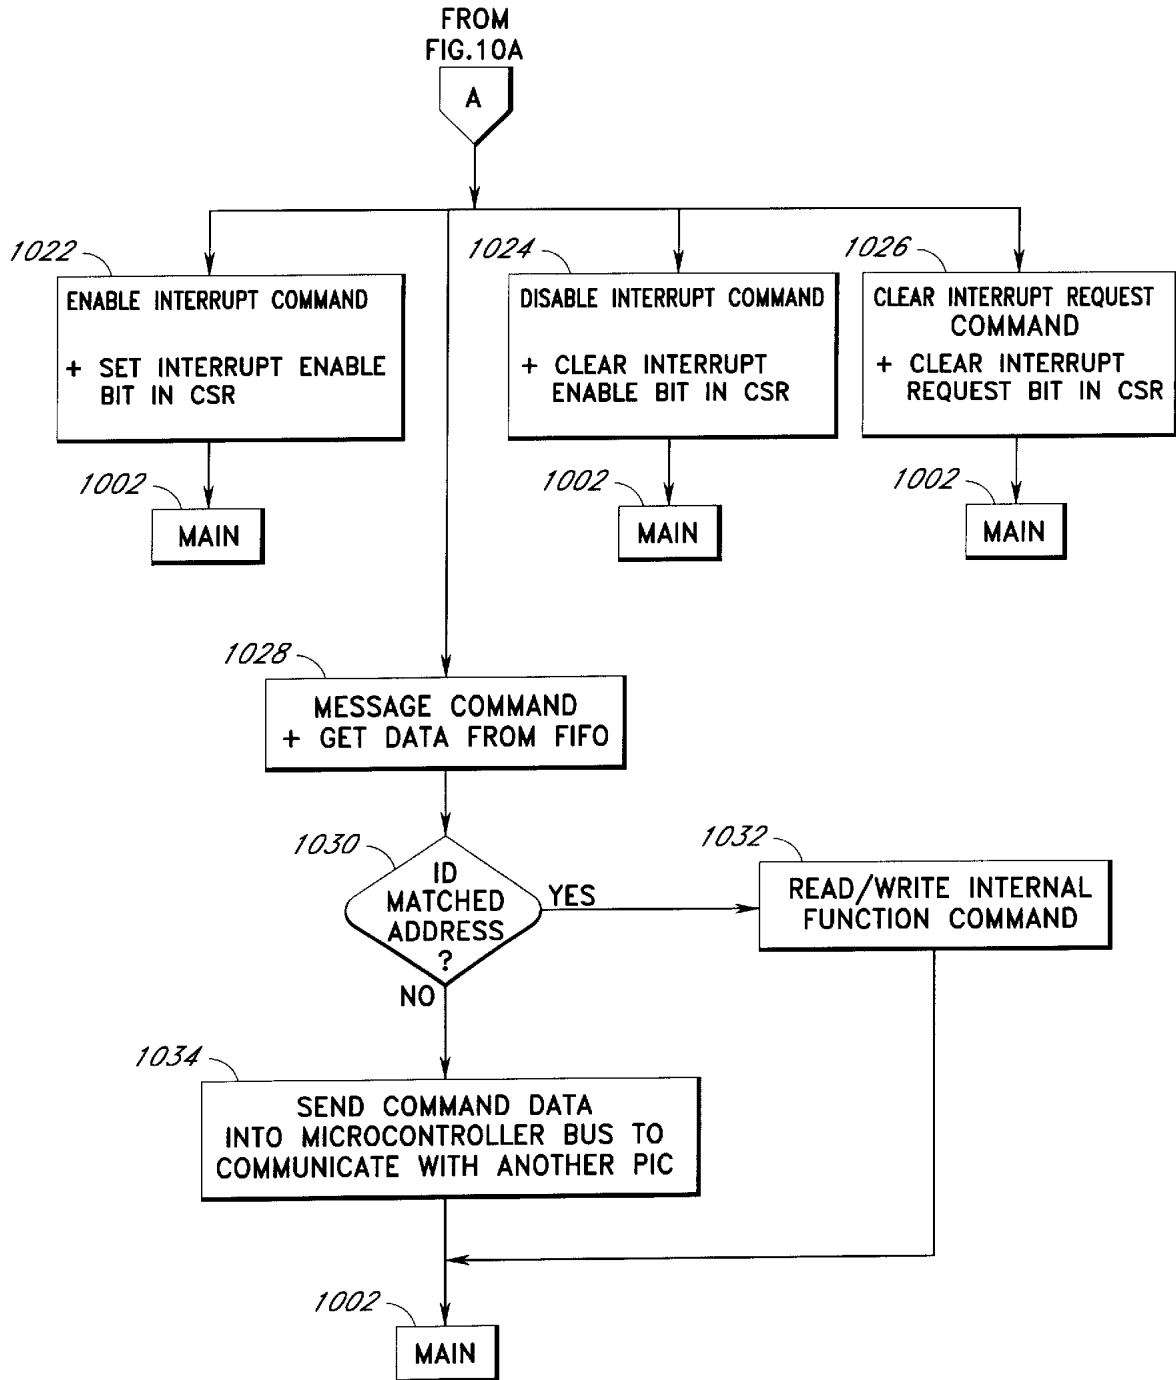 FROM
FIG.10A
A
1022
ENABLE INTERRUPT COMMAND
+ SET INTERRUPT ENABLE
BIT IN CSR
1002
MAIN
1024
DISABLE INTERRUPT COMMAND
+ CLEAR INTERRUPT
ENABLE BIT IN CSR
1002
MAIN
1026
CLEAR INTERRUPT REQUEST
COMMAND
+ CLEAR INTERRUPT
REQUEST BIT IN CSR
1002
MAIN
1028
MESSAGE COMMAND
+ GET DATA FROM FIFO
1030
ID
MATCHED
ADDRESS
?
YES
NO
1032
READ/WRITE INTERNAL
FUNCTION COMMAND
1034
SEND COMMAND DATA
INTO MICROCONTROLLER BUS TO
COMMUNICATE WITH ANOTHER PIC
1002
MAIN